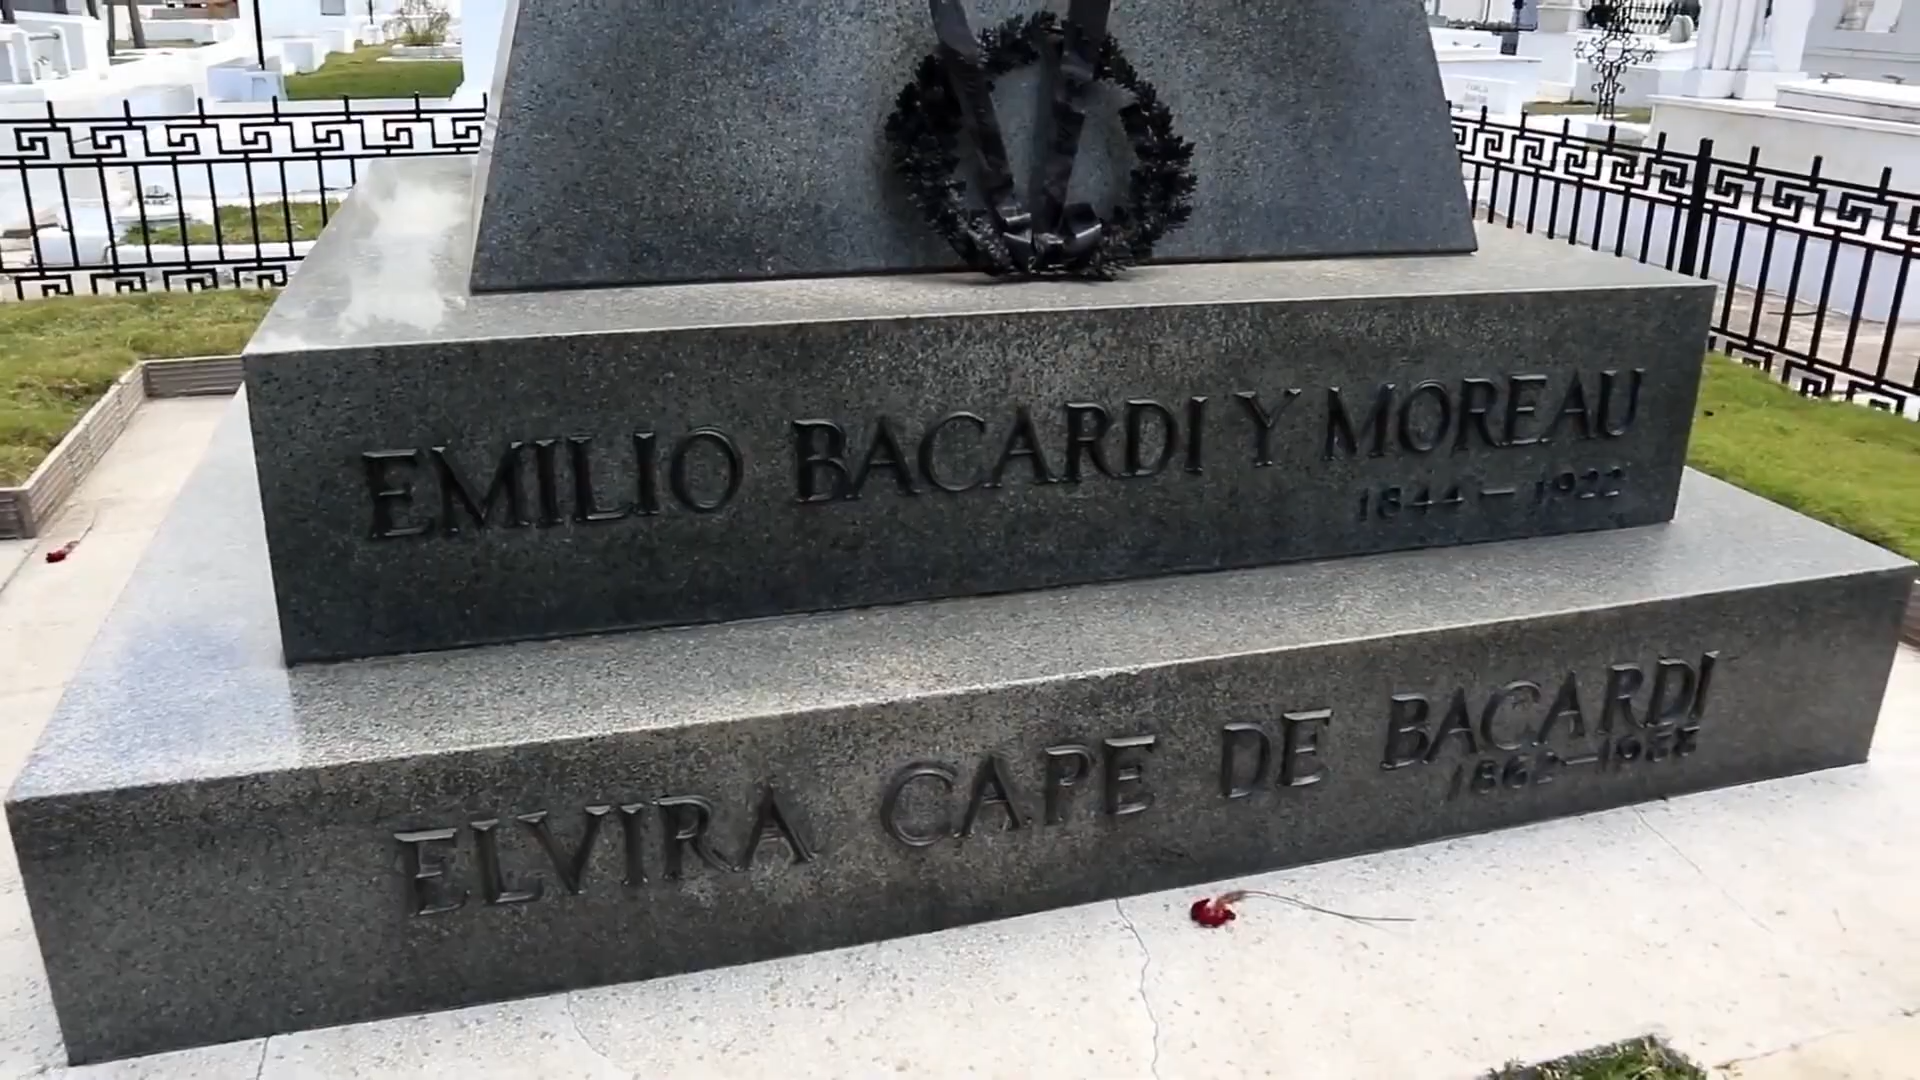 EMILIO BACARDI Y MOREAU
1844 — 1922
ELVIRA CAPE DE BACARDI